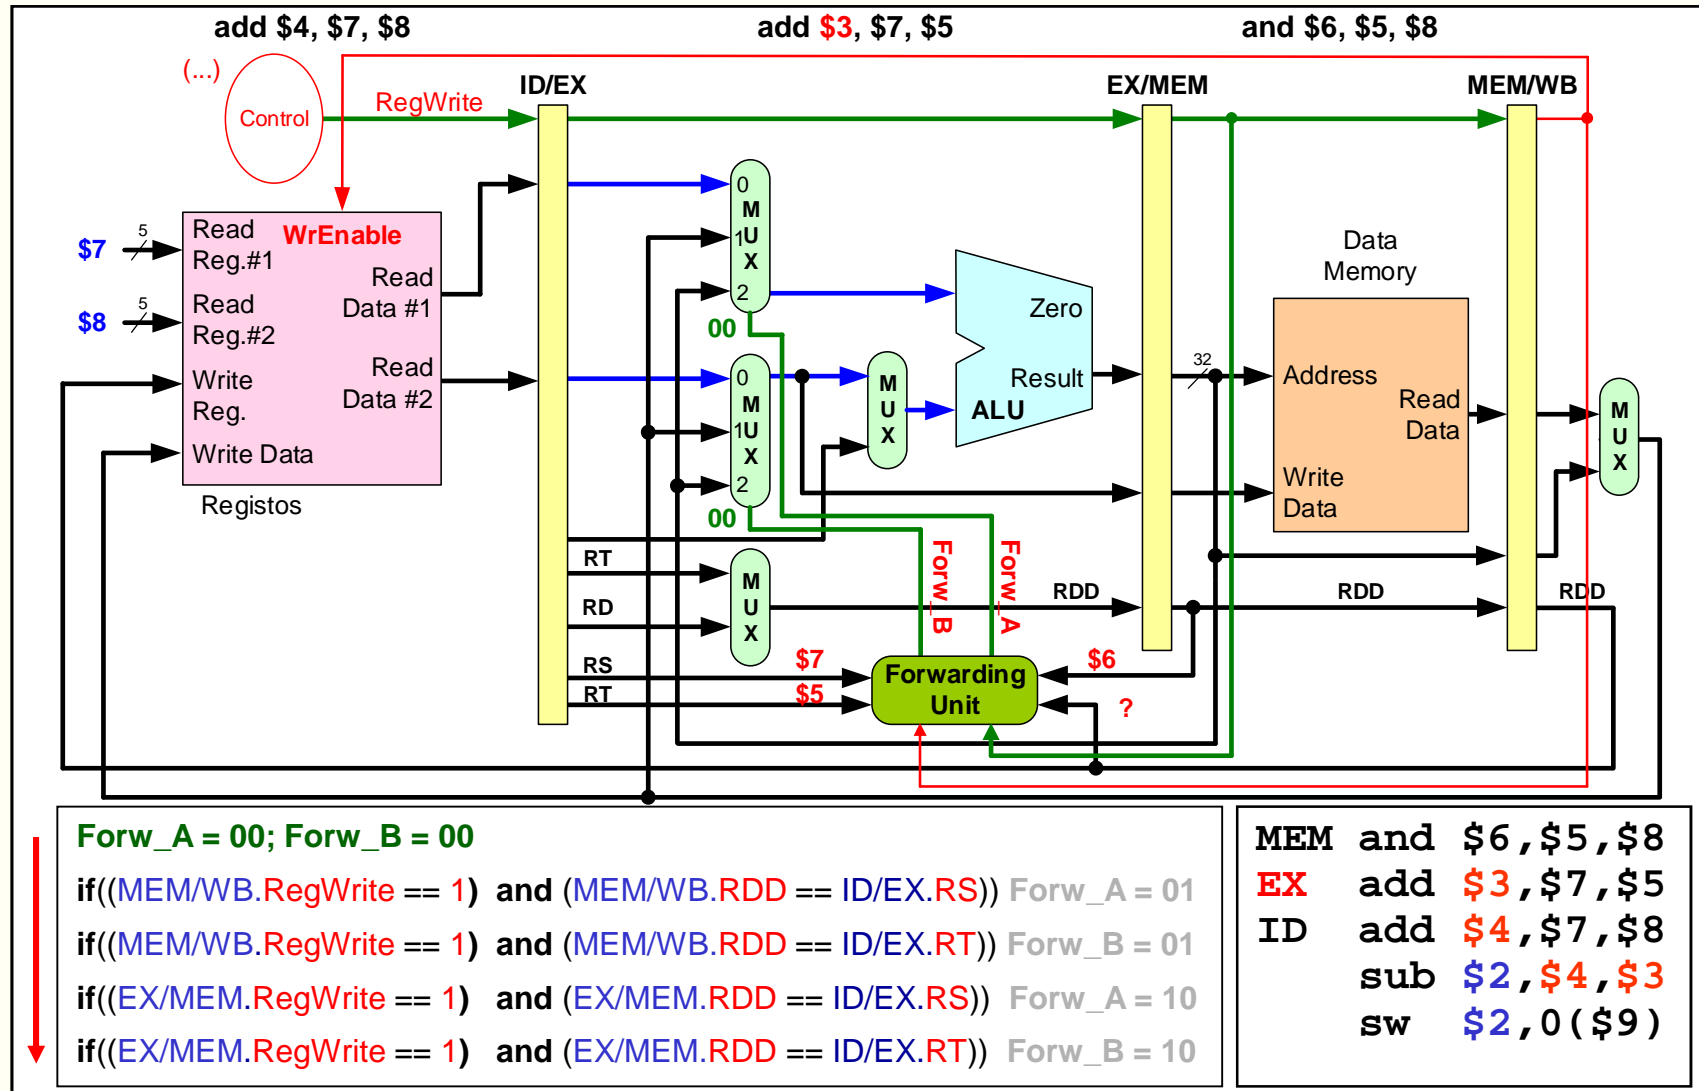 add $4, $7, $8
add $3, $7, $5
and $6, $5, $8
(...)
Control
RegWrite
ID/EX
EX/MEM
MEM/WB
WrEnable
$7
5
Read
Reg.#1
$8
5
Read
Reg.#2
Write
Reg.
Write Data
Read
Data #1
Read
Data #2
Registos
0
M
1U
X
2
00
0
M
1U
X
2
00
M
U
X
Zero
Result
ALU
32
Data
Memory
Address
Read
Data
Write
Data
M
U
X
RT
RD
M
U
X
Forw_B
Forw_A
RDD
RDD
RDD
RS
$7
RT
$5
Forwarding
Unit
$6
?
Forw_A = 00; Forw_B = 00
if((MEM/WB.RegWrite == 1) and (MEM/WB.RDD == ID/EX.RS)) Forw_A = 01
if((MEM/WB.RegWrite == 1) and (MEM/WB.RDD == ID/EX.RT)) Forw_B = 01
if((EX/MEM.RegWrite == 1) and (EX/MEM.RDD == ID/EX.RS)) Forw_A = 10
if((EX/MEM.RegWrite == 1) and (EX/MEM.RDD == ID/EX.RT)) Forw_B = 10
MEM and $6,$5,$8
EX add $3,$7,$5
ID add $4,$7,$8
sub $2,$4,$3
sw $2,0($9)